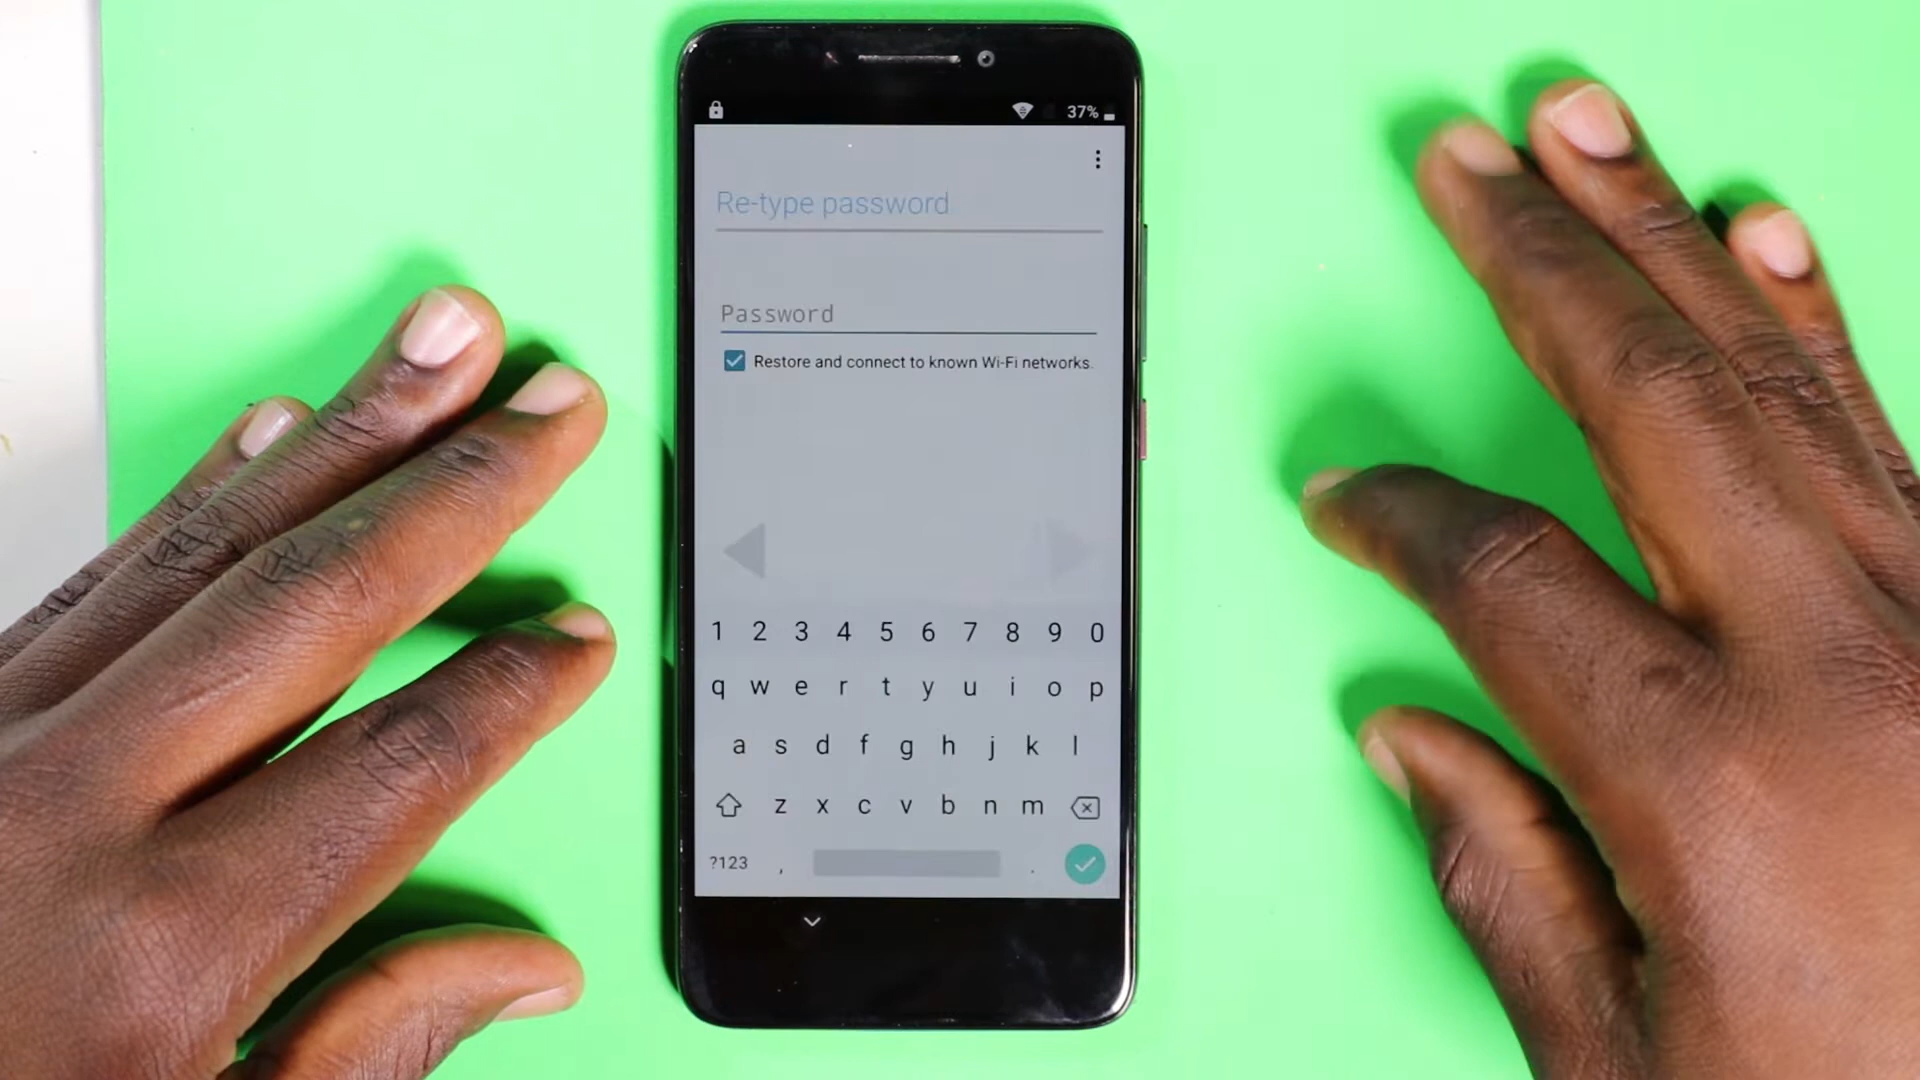 37%
Re-type password
Password
Restore and connect to known Wi-Fi networks.
1 2 3 4 5 6 7 8 9 0
q w e r t y u i o p
a s d f g h j k l
z x c v b n m
?123 , .